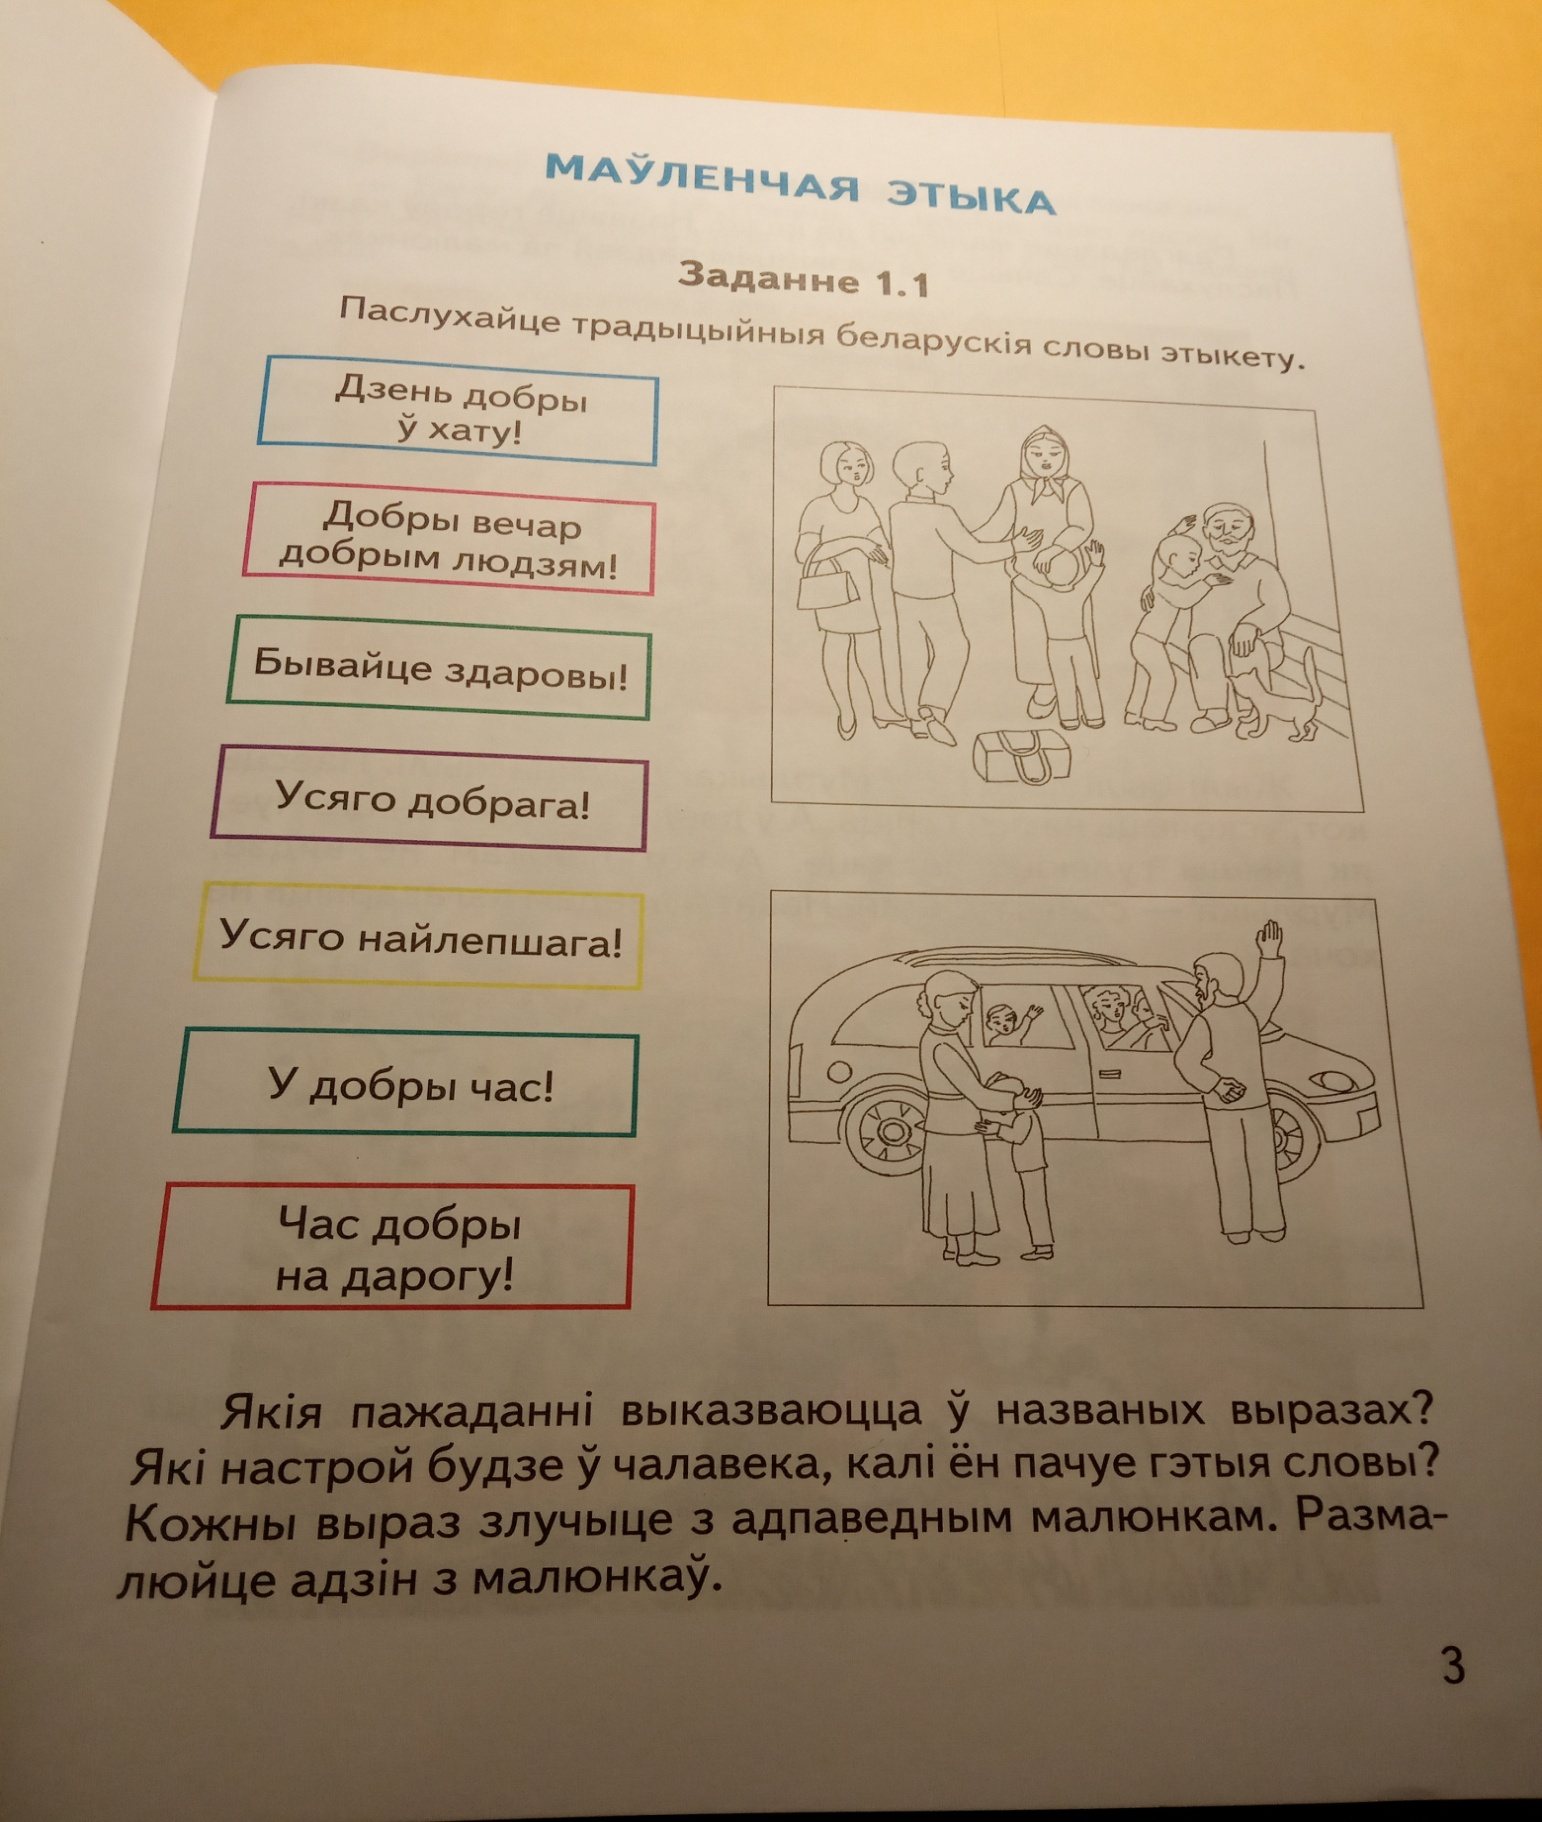 МАЎЛЕНЧАЯ ЭТЫКА
Заданне 1.1
Паслухайце традыцыйныя беларускія словы этыкету.
Дзень добры
ў хату!
Добры вечар
добрым людзям!
Бывайце здаровы!
Усяго добрага!
Усяго найлепшага!
У добры час!
Час добры
на дарогу!
Якія пажаданні выказваюцца ў названых выразах?
Які настрой будзе ў чалавека, калі ён пачуе гэтыя словы?
Кожны выраз злучыце з адпаведным малюнкам. Разма-
люйце адзін з малюнкаў.
3